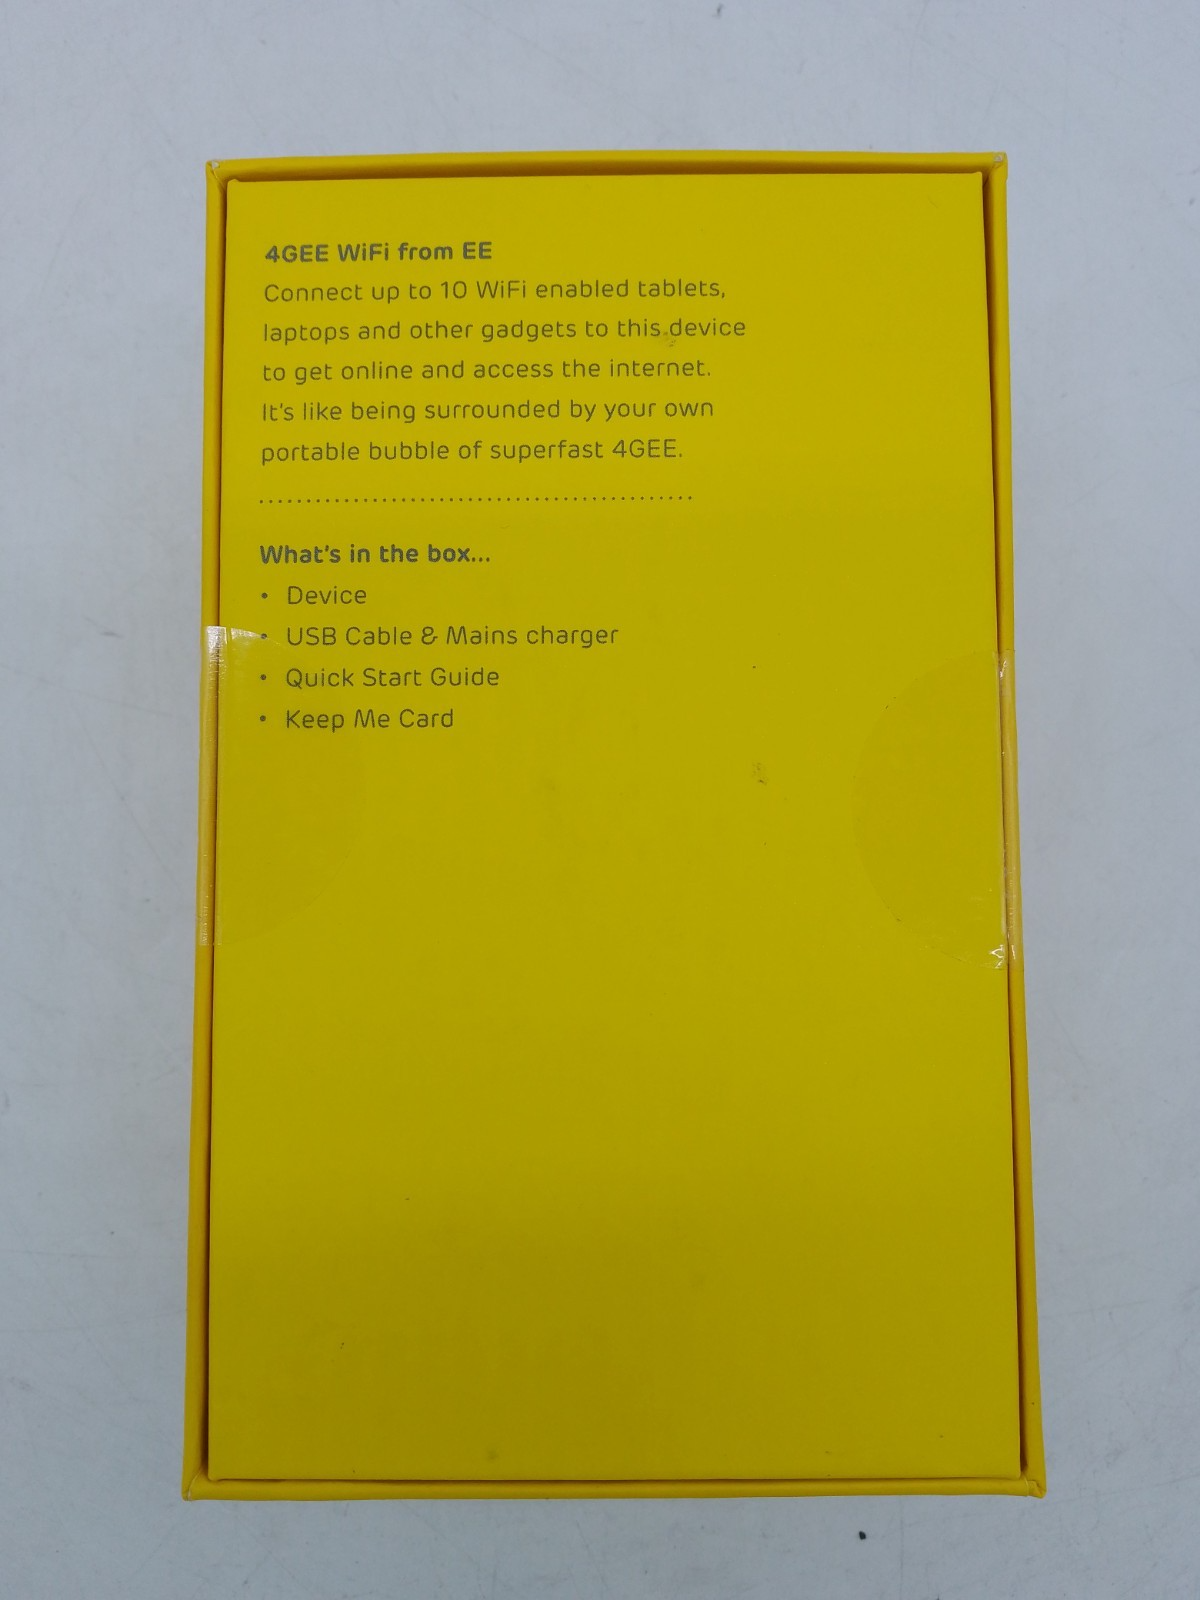 4GEE WiFi from EE
Connect up to 10 WiFi enabled tablets,
laptops and other gadgets to this device
to get online and access the internet.
It's like being surrounded by your own
portable bubble of superfast 4GEE.
What's in the box...
• Device
• USB Cable & Mains charger
• Quick Start Guide
• Keep Me Card